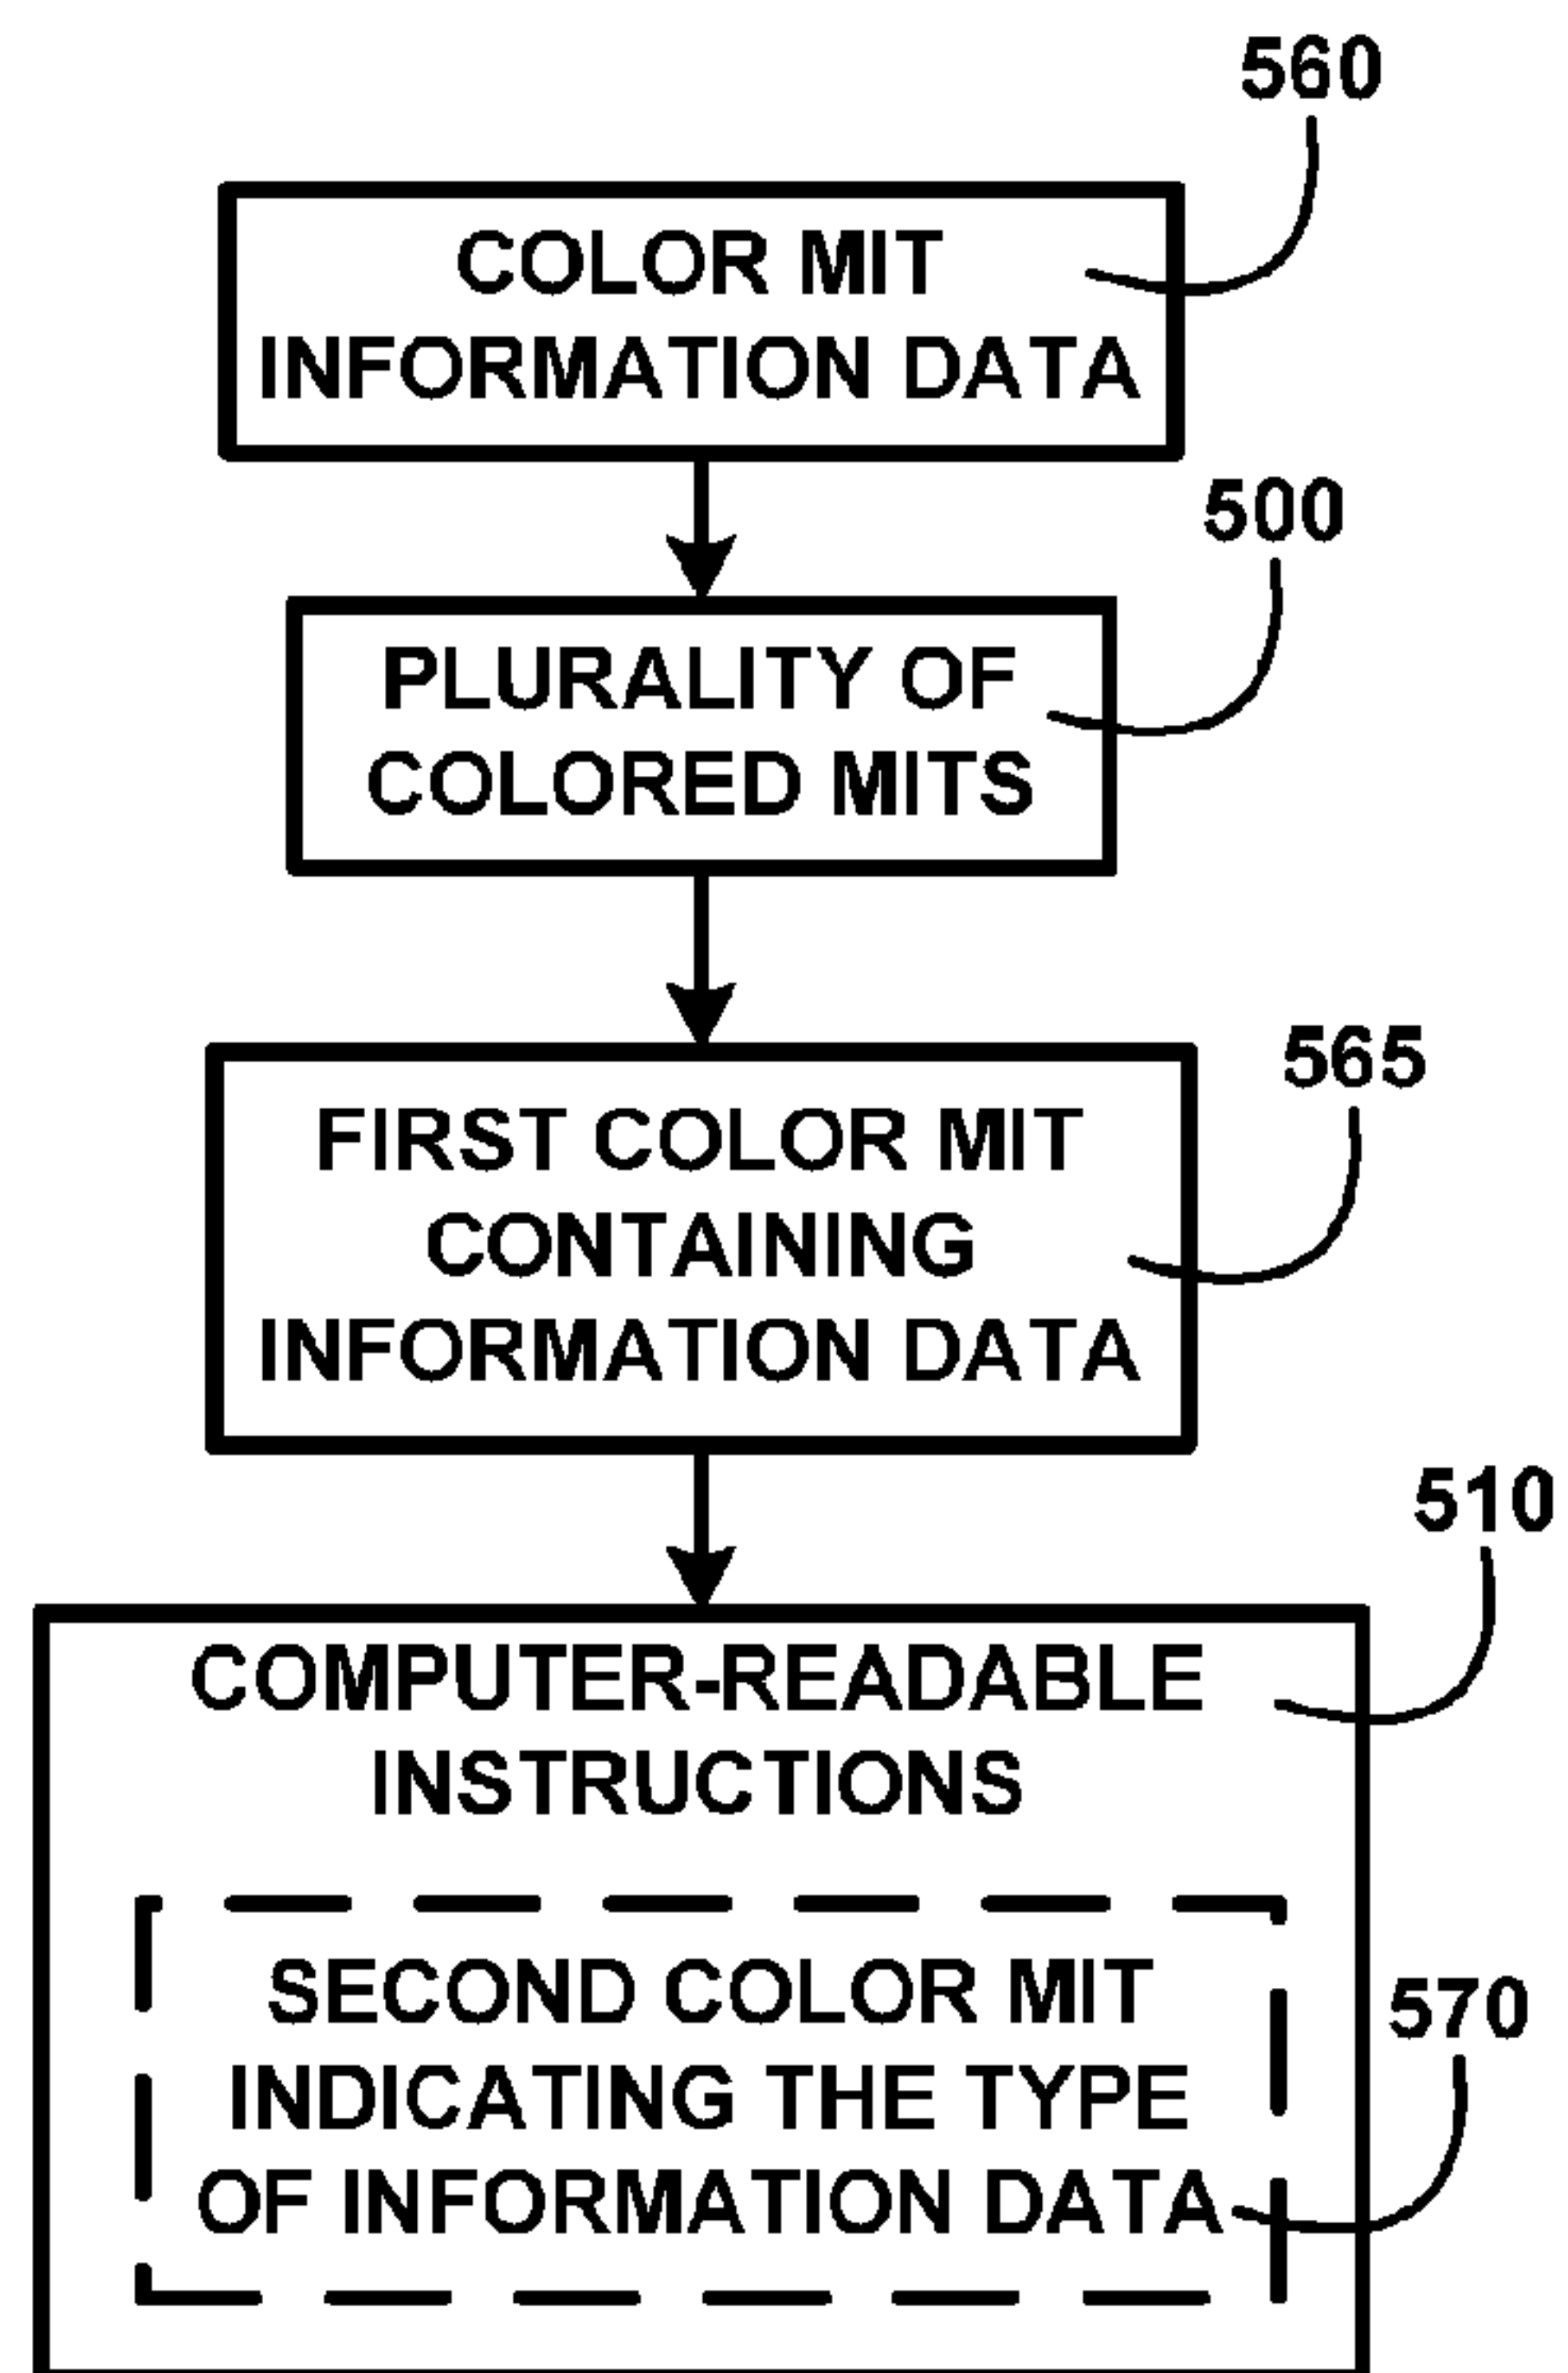 560
COLOR MIT
INFORMATION DATA
500
PLURALITY OF
COLORED MITS
565
FIRST COLOR MIT
CONTAINING
INFORMATION DATA
510
COMPUTER-READABLE
INSTRUCTIONS
570
SECOND COLOR MIT
INDICATING THE TYPE
OF INFORMATION DATA